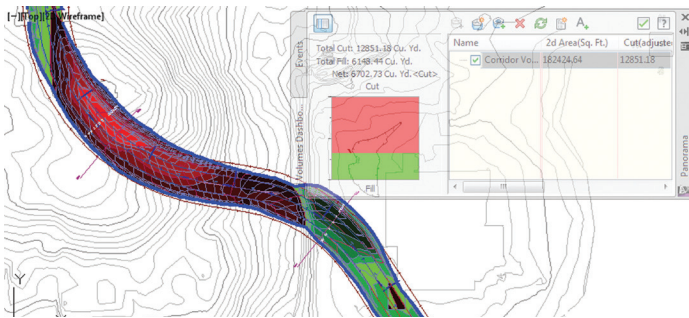 [−][Top][2D Wireframe]
Events
Total Cut: 12851.18 Cu. Yd.
Total Fill: 6148.44 Cu. Yd.
Net: 6702.73 Cu. Yd. <Cut>
Cut
Fill
Volumes Dashbo...
Name 2d Area(Sq. Ft.) Cut(adjuste
Corridor Vo... 182424.64 12851.18
Panorama
Y
X